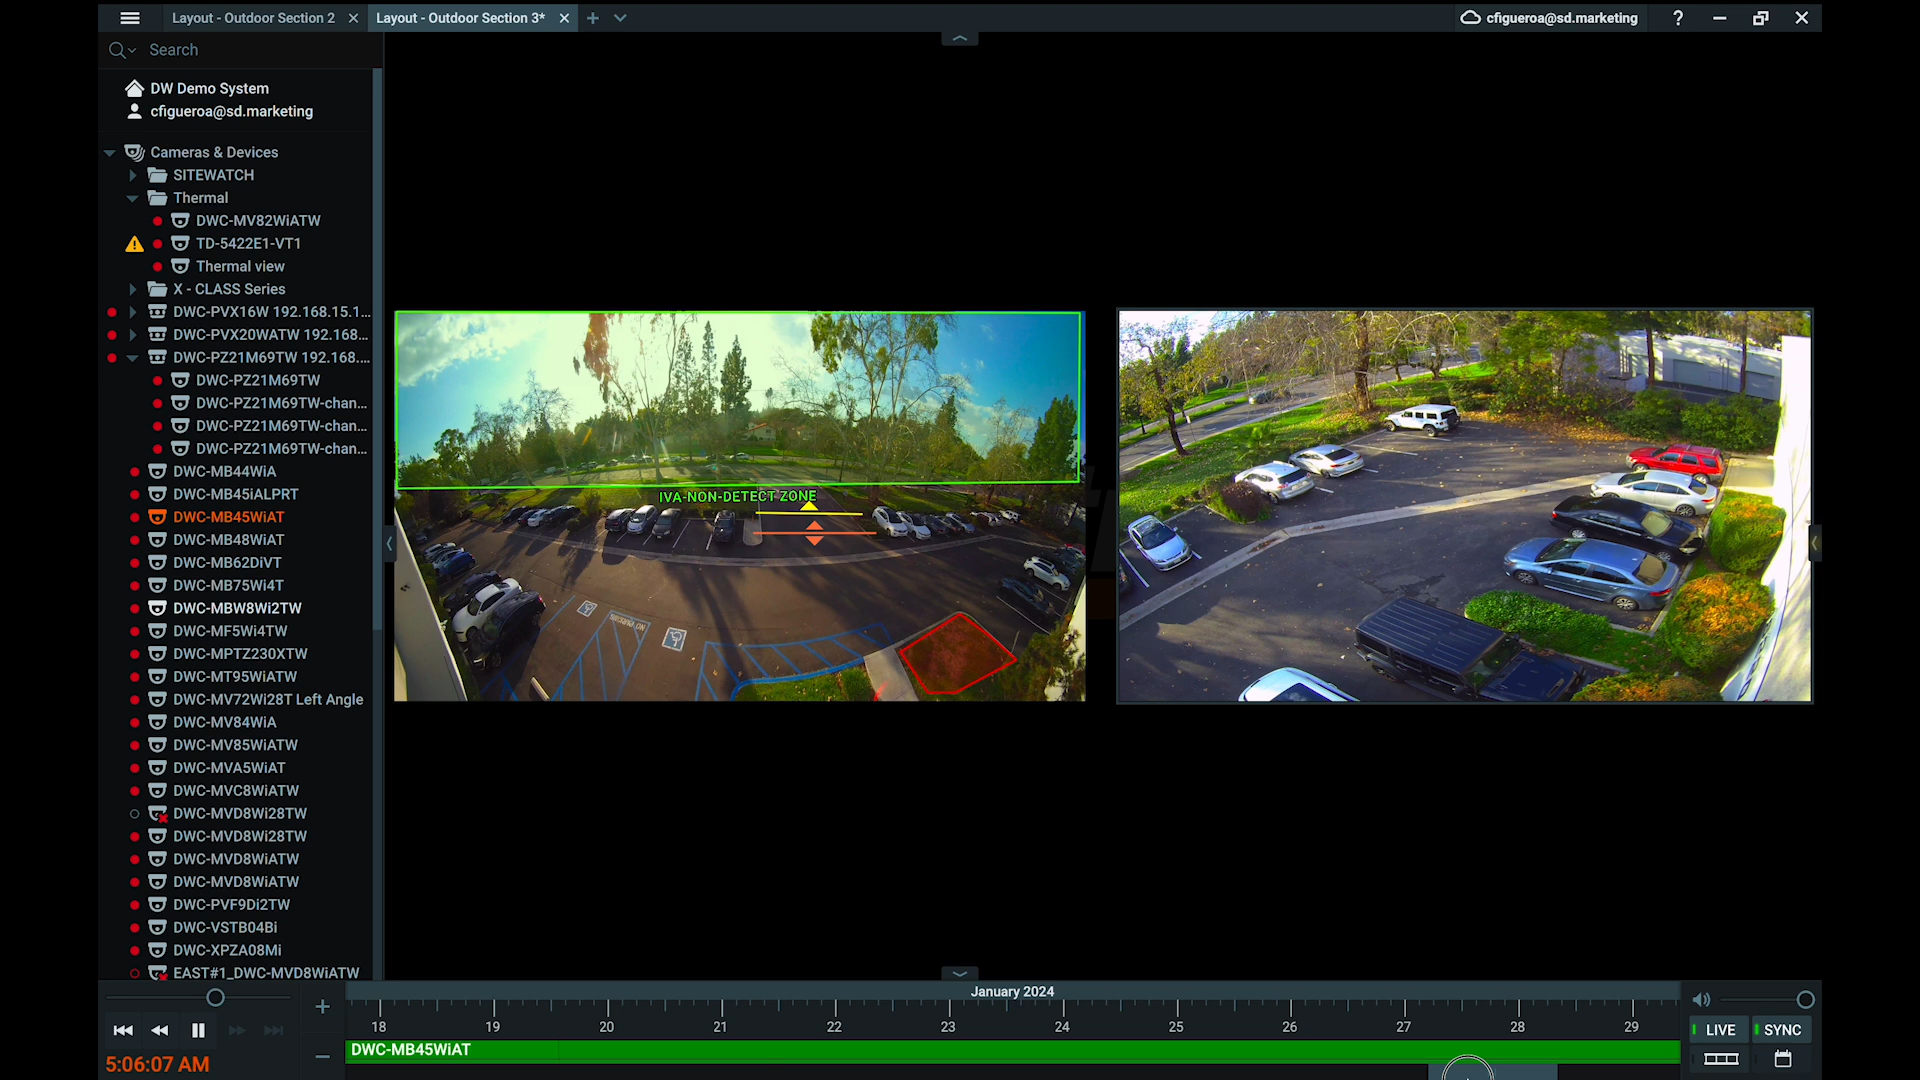 Layout - Outdoor Section 2
Layout - Outdoor Section 3*
cfigueroa@sd.marketing
?
Search
DW Demo System
cfigueroa@sd.marketing
Cameras & Devices
SITEWATCH
Thermal
DWC-MV82WiATW
TD-5422E1-VT1
Thermal view
X - CLASS Series
DWC-PVX16W 192.168.15.1...
DWC-PVX20WATW 192.168...
DWC-PZ21M69TW 192.168....
DWC-PZ21M69TW
DWC-PZ21M69TW-chan...
DWC-PZ21M69TW-chan...
DWC-PZ21M69TW-chan...
DWC-MB44WiA
DWC-MB45iALPRT
DWC-MB45WiAT
DWC-MB48WiAT
DWC-MB62DiVT
DWC-MB75Wi4T
DWC-MBW8Wi2TW
DWC-MF5Wi4TW
DWC-MPTZ230XTW
DWC-MT95WiATW
DWC-MV72Wi28T Left Angle
DWC-MV84WiA
DWC-MV85WiATW
DWC-MVA5WiAT
DWC-MVC8WiATW
DWC-MVD8Wi28TW
DWC-MVD8Wi28TW
DWC-MVD8WiATW
DWC-MVD8WiATW
DWC-PVF9Di2TW
DWC-VSTB04Bi
DWC-XPZA08Mi
EAST#1_DWC-MVD8WiATW
IVA-NON-DETECT ZONE
NO PARKING
January 2024
18 19 20 21 22 23 24 25 26 27 28 29
DWC-MB45WiAT
5:06:07 AM
LIVE
SYNC